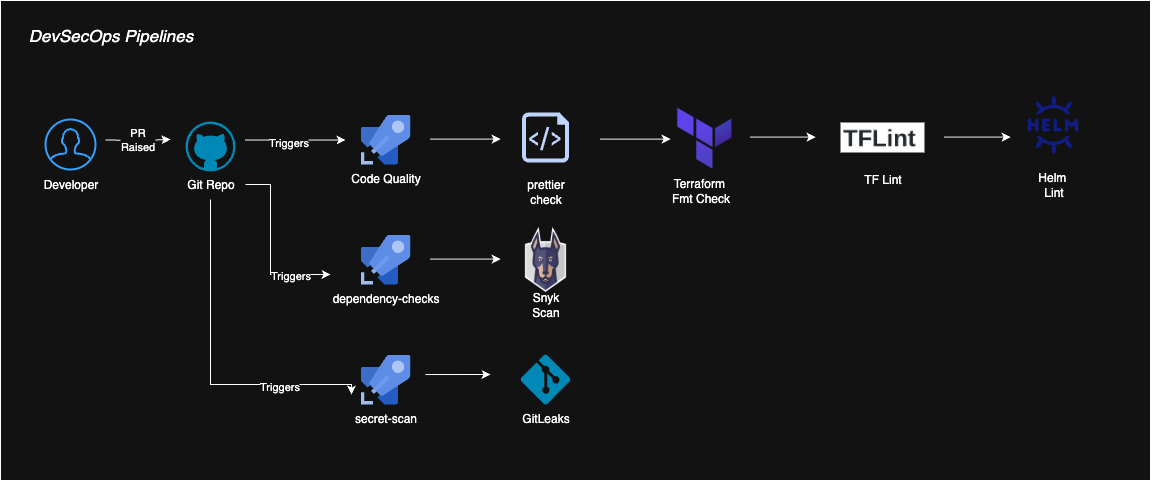 DevSecOps Pipelines
PR
Raised
Developer
Git Repo
Triggers
Code Quality
prettier
check
Terraform
Fmt Check
TFLint
TF Lint
HELM
Helm
Lint
Triggers
dependency-checks
Snyk
Scan
Triggers
secret-scan
GitLeaks